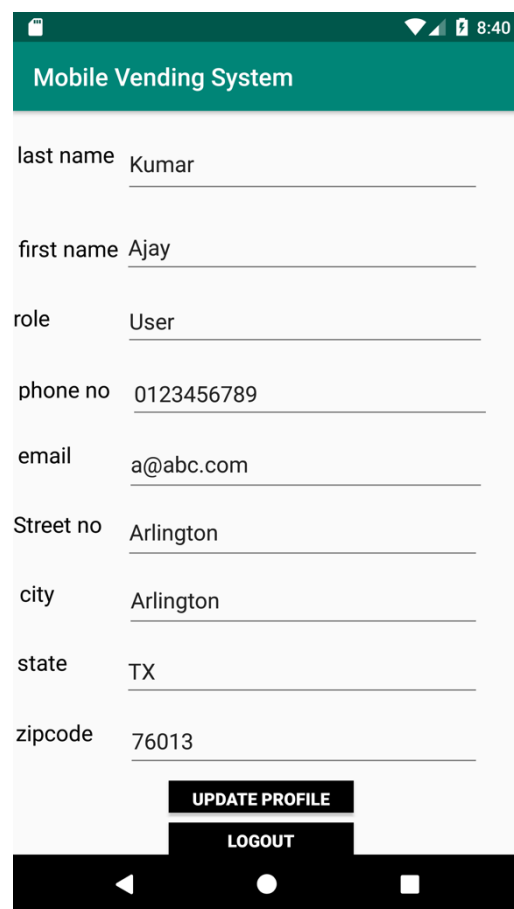 8:40
Mobile Vending System
last name Kumar
first name Ajay
role User
phone no 0123456789
email a@abc.com
Street no Arlington
city Arlington
state TX
zipcode 76013
UPDATE PROFILE
LOGOUT